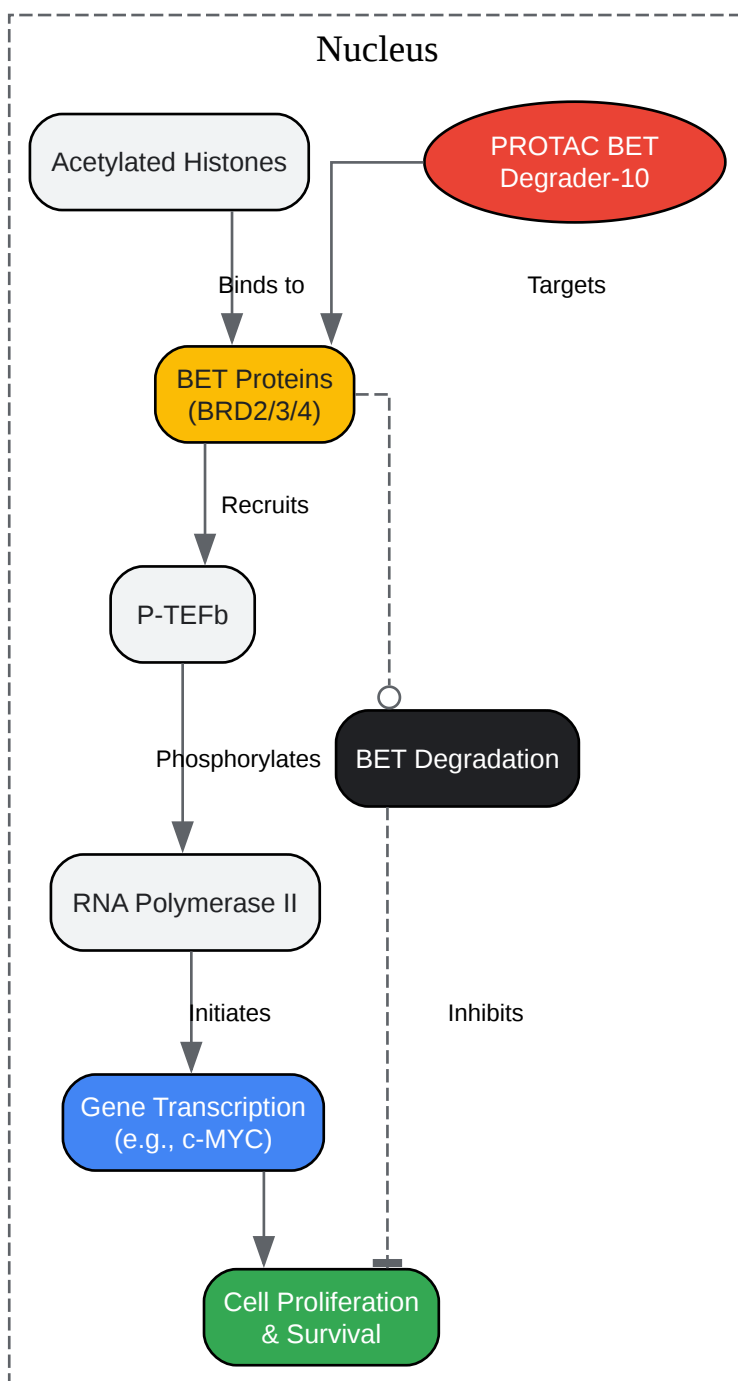 Nucleus
Acetylated Histones
PROTAC BET
Degrader-10
Binds to
Targets
BET Proteins
(BRD2/3/4)
Recruits
P-TEFb
Phosphorylates
BET Degradation
RNA Polymerase II
Initiates
Inhibits
Gene Transcription
(e.g., c-MYC)
Cell Proliferation
& Survival